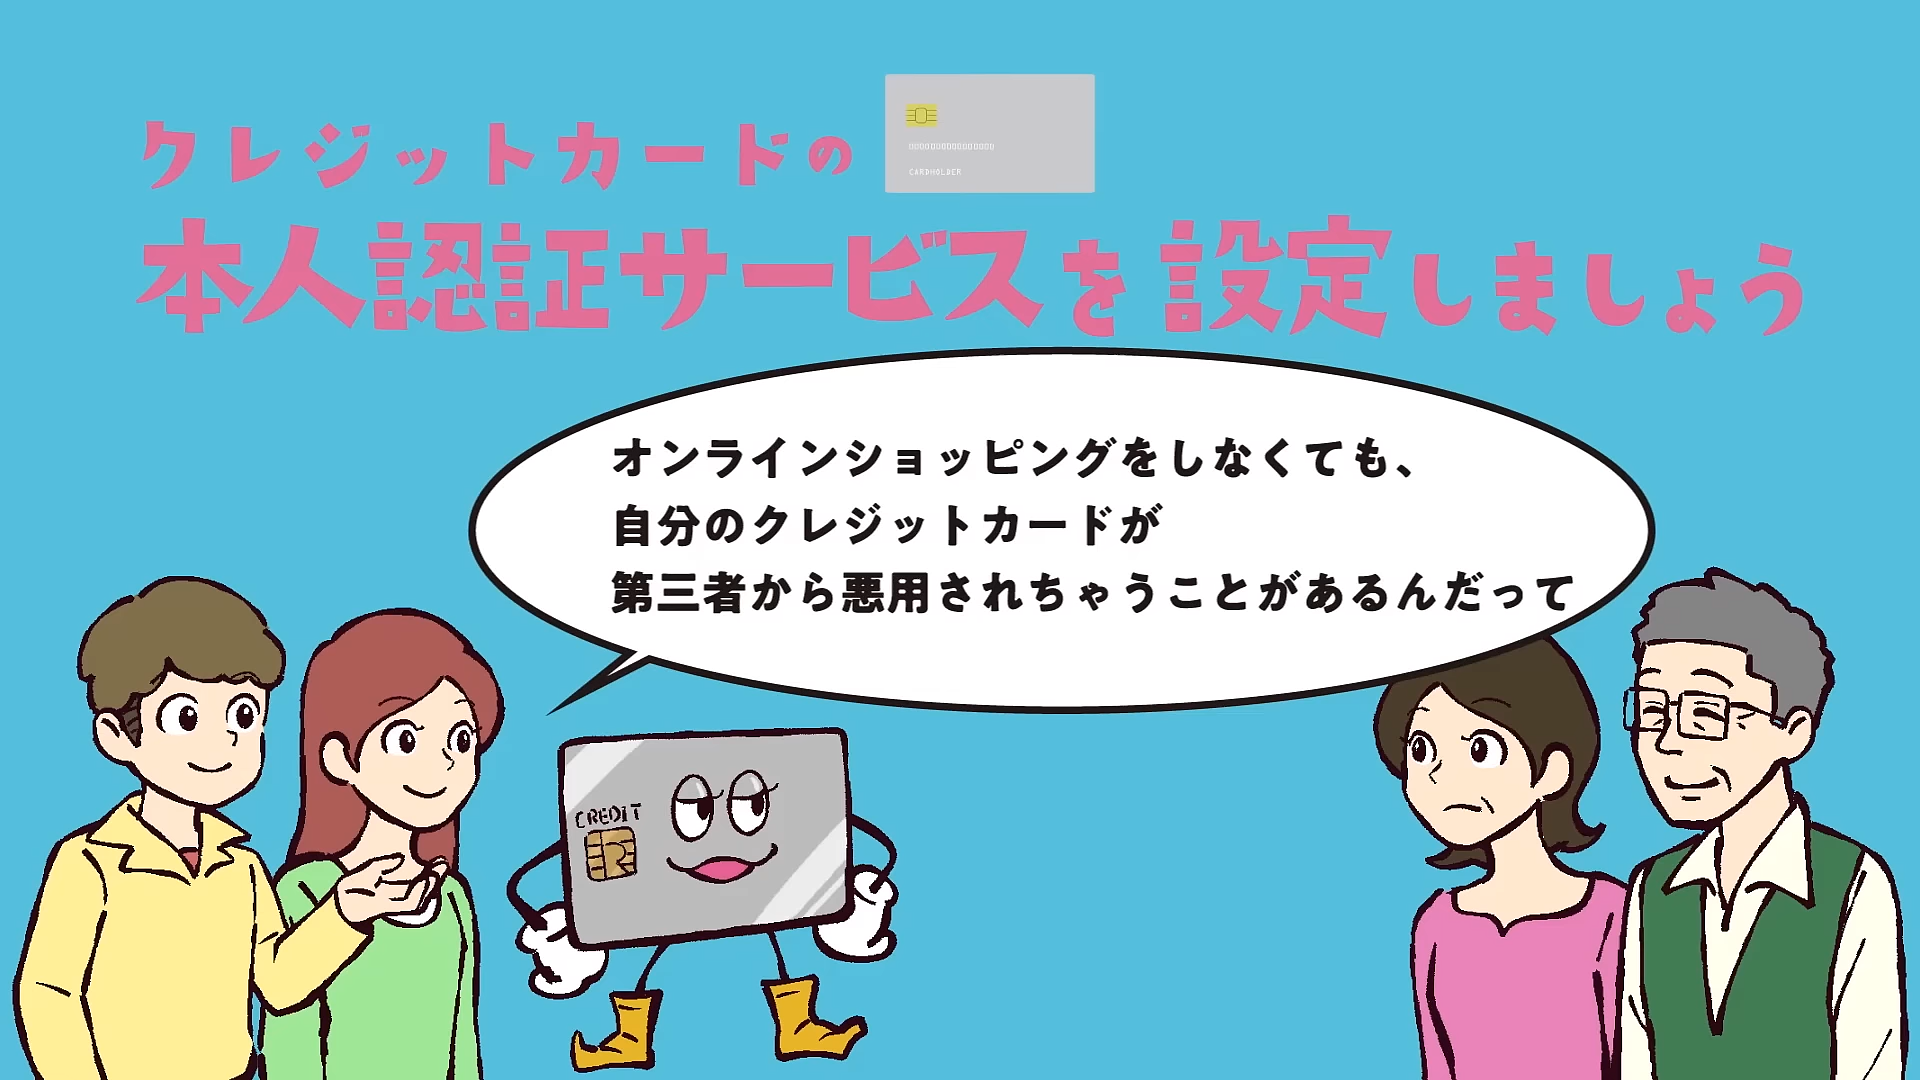 クレジットカードの
本人認証サービスを設定しましょう
CARDHOLDER
オンラインショッピングをしなくても、
自分のクレジットカードが
第三者から悪用されちゃうことがあるんだって
CREDIT